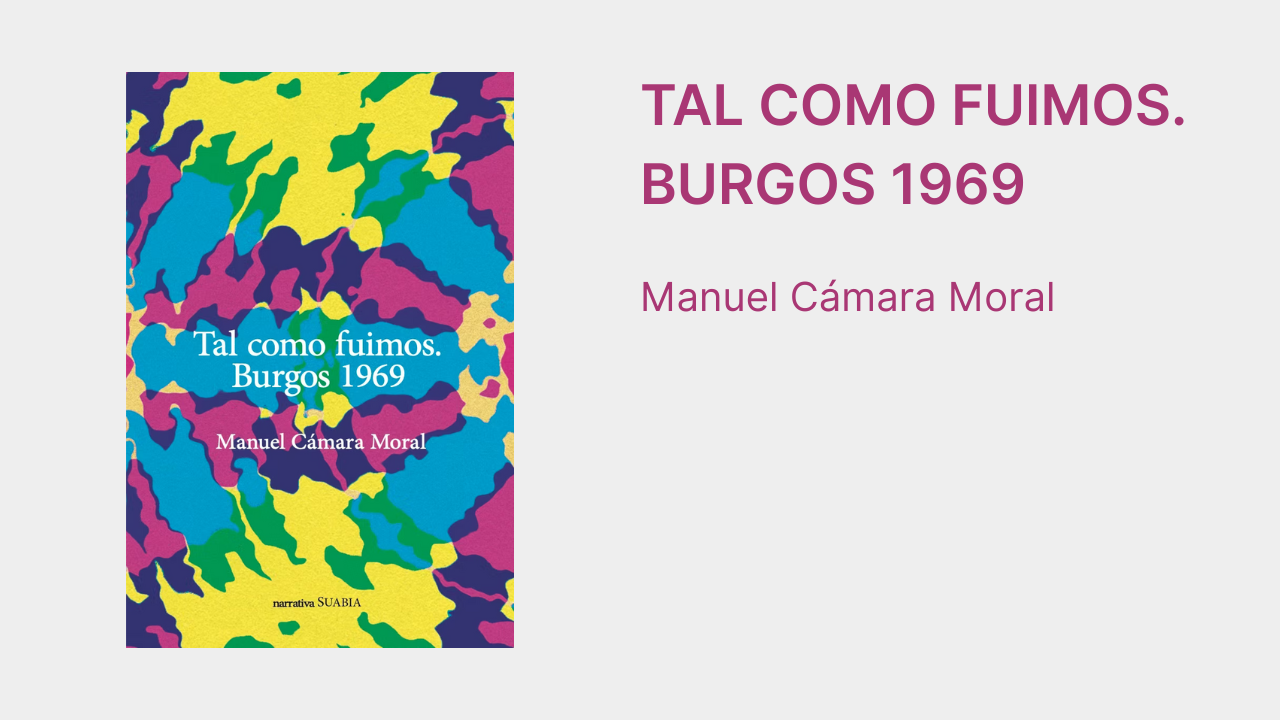 Tal como fuimos.
Burgos 1969
Manuel Cámara Moral
narrativa SUABIA
TAL COMO FUIMOS.
BURGOS 1969
Manuel Cámara Moral